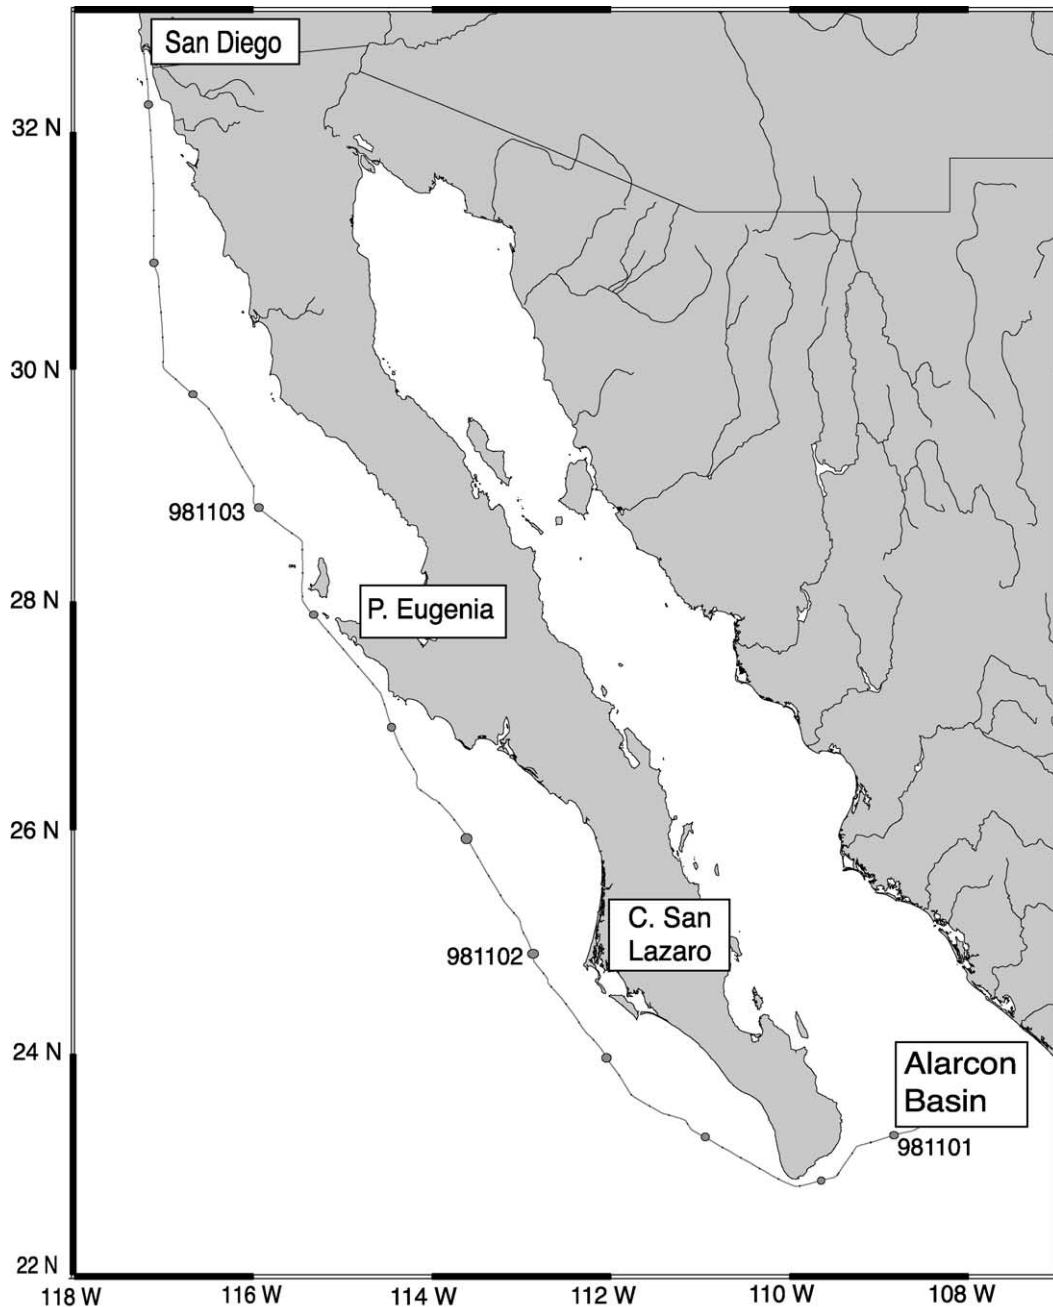 San Diego
32 N
30 N
981103
28 N
P. Eugenia
26 N
C. San
Lazaro
981102
24 N
Alarcon
Basin
981101
22 N
118 W
116 W
114 W
112 W
110 W
108 W